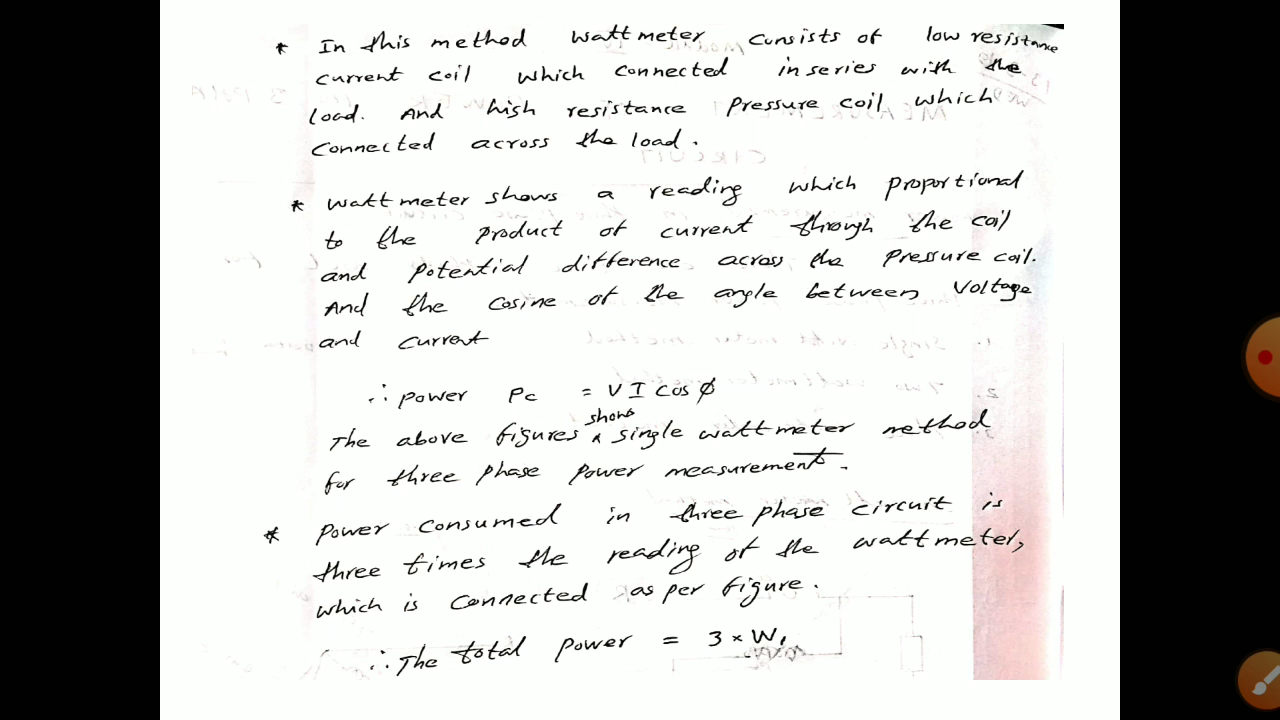 * In this method wattmeter consists of low resistance
current coil which connected inseries with the
load. And high resistance pressure coil which
connected across the load.
* wattmeter shows a reading which proportional
to the product of current through the coil
and potential difference across the pressure coil.
And the cosine of the angle between voltage
and current
∴ power Pc = VI cos ϕ
shows
The above figures ^ single wattmeter method
for three phase power measurement.
* Power consumed in three phase circuit is
three times the reading of the wattmeter,
which is connected as per figure.
∴ The total power = 3 × W1